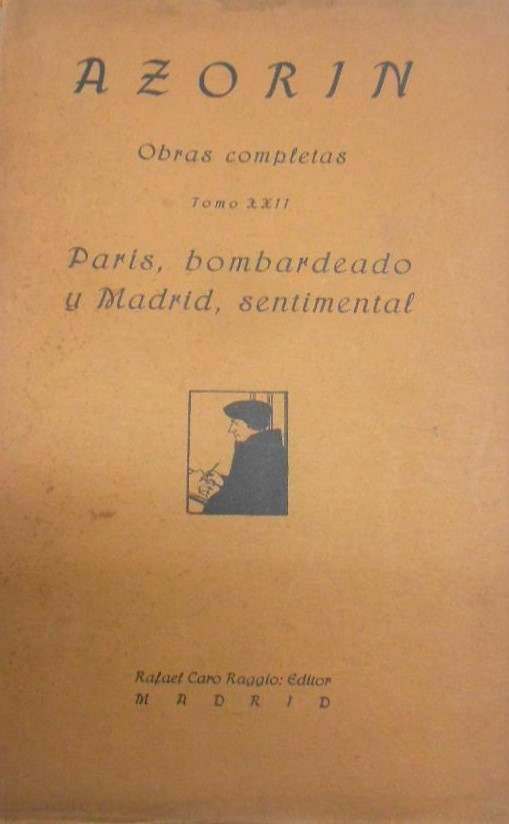 AZORIN
Obras completas
Tomo XXII
París, bombardeado
y Madrid, sentimental
Rafael Caro Raggio: Editor
MADRID